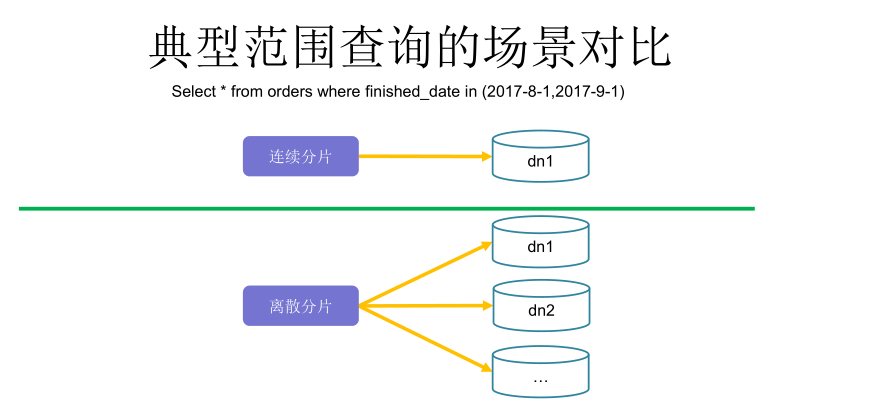 典型范围查询的场景对比
Select * from orders where finished_date in (2017-8-1,2017-9-1)
连续分片
dn1
dn1
离散分片
dn2
…